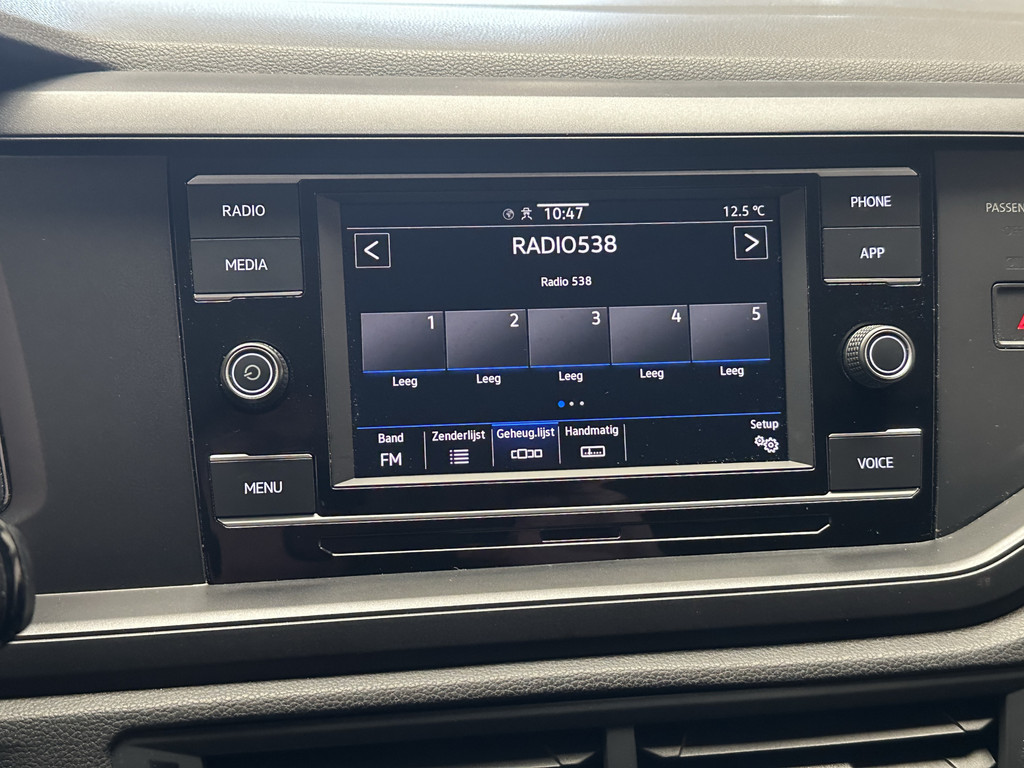 RADIO
MEDIA
MENU
10:47
12.5 °C
RADIO538
Radio 538
1 2 3 4 5
Leeg Leeg Leeg Leeg Leeg
Band
FM
Zenderlijst
Geheug.lijst
Handmatig
Setup
PHONE
APP
VOICE
PASSEN